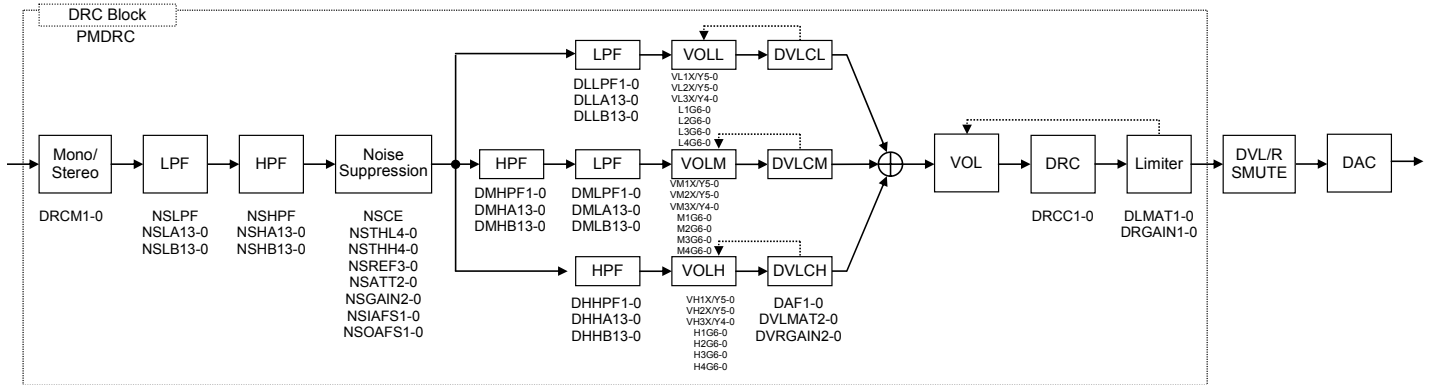 DRC Block
PMDRC
LPF
VOLL
DVLCL
DLLPF1-0
DLLA13-0
DLLB13-0
VL1X/Y5-0
VL2X/Y5-0
VL3X/Y4-0
L1G6-0
L2G6-0
L3G6-0
L4G6-0
Mono/
Stereo
LPF
HPF
Noise
Suppression
HPF
LPF
VOLM
DVLCM
VOL
DRC
Limiter
DVL/R
SMUTE
DAC
DRCM1-0
NSLPF
NSLA13-0
NSLB13-0
NSHPF
NSHA13-0
NSHB13-0
NSCE
NSTHL4-0
NSTHH4-0
NSREF3-0
NSATT2-0
NSGAIN2-0
NSIAFS1-0
NSOAFS1-0
DMHPF1-0
DMHA13-0
DMHB13-0
DMLPF1-0
DMLA13-0
DMLB13-0
VM1X/Y5-0
VM2X/Y5-0
VM3X/Y4-0
M1G6-0
M2G6-0
M3G6-0
M4G6-0
DRCC1-0
DLMAT1-0
DRGAIN1-0
HPF
VOLH
DVLCH
DHHPF1-0
DHHA13-0
DHHB13-0
VH1X/Y5-0
VH2X/Y5-0
VH3X/Y4-0
H1G6-0
H2G6-0
H3G6-0
H4G6-0
DAF1-0
DVLMAT2-0
DVRGAIN2-0